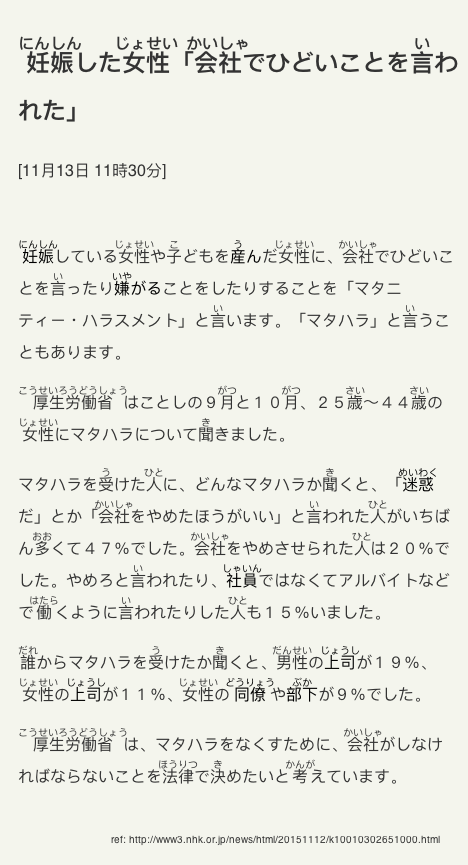 妊娠した女性「会社でひどいことを言わ
れた」
[11月13日 11時30分]
妊娠している女性や子どもを産んだ女性に、会社でひどいこ
とを言ったり嫌がることをしたりすることを「マタニ
ティー・ハラスメント」と言います。「マタハラ」と言うこ
ともあります。
厚生労働省はことしの９月と１０月、２５歳～４４歳の
女性にマタハラについて聞きました。
マタハラを受けた人に、どんなマタハラか聞くと、「迷惑
だ」とか「会社をやめたほうがいい」と言われた人がいちば
ん多くて４７％でした。会社をやめさせられた人は２０％で
した。やめろと言われたり、社員ではなくてアルバイトなど
で働くように言われたりした人も１５％いました。
誰からマタハラを受けたか聞くと、男性の上司が１９％、
女性の上司が１１％、女性の同僚や部下が９％でした。
厚生労働省は、マタハラをなくすために、会社がしなけ
ればならないことを法律で決めたいと考えています。
ref: http://www3.nhk.or.jp/news/html/20151112/k10010302651000.html